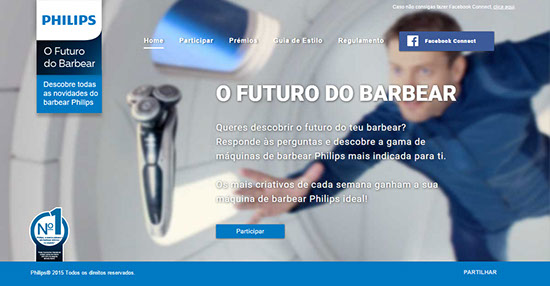 Caso não consigas fazer Facebook Connect, clica aqui
PHILIPS
O Futuro
do Barbear
Descobre todas
as novidades do
barbear Philips
Home Participar Prémios Guia de Estilo Regulamento
Facebook Connect
O FUTURO DO BARBEAR
Queres descobrir o futuro do teu barbear?
Responde às perguntas e descobre a gama de
máquinas de barbear Philips mais indicada para ti.
Os mais criativos de cada semana ganham a sua
máquina de barbear Philips ideal!
Participar
Nº1
Philips® 2015 Todos os direitos reservados.
PARTILHAR